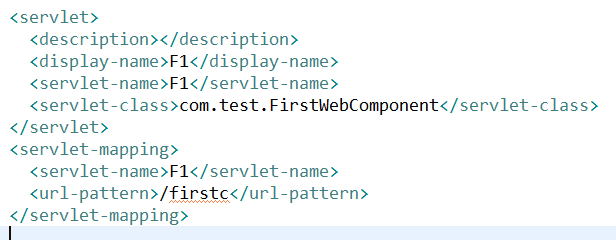 <servlet>
  <description></description>
  <display-name>F1</display-name>
  <servlet-name>F1</servlet-name>
  <servlet-class>com.test.FirstWebComponent</servlet-class>
</servlet>
<servlet-mapping>
  <servlet-name>F1</servlet-name>
  <url-pattern>/firstc</url-pattern>
</servlet-mapping>